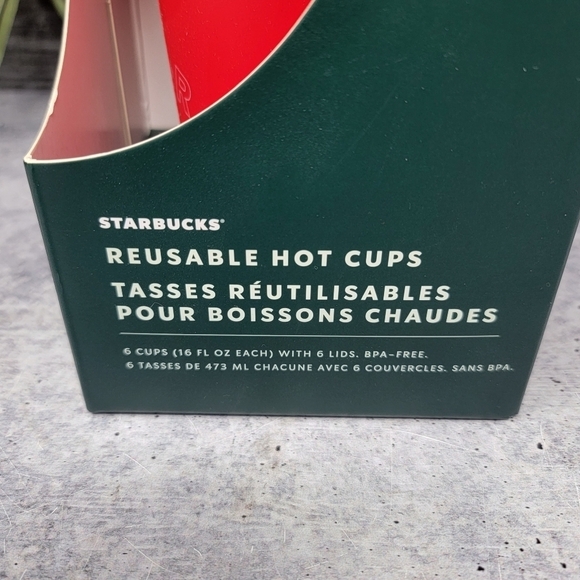 STARBUCKS®
REUSABLE HOT CUPS
TASSES RÉUTILISABLES
POUR BOISSONS CHAUDES
6 CUPS (16 FL OZ EACH) WITH 6 LIDS. BPA-FREE.
6 TASSES DE 473 ML CHACUNE AVEC 6 COUVERCLES. SANS BPA.